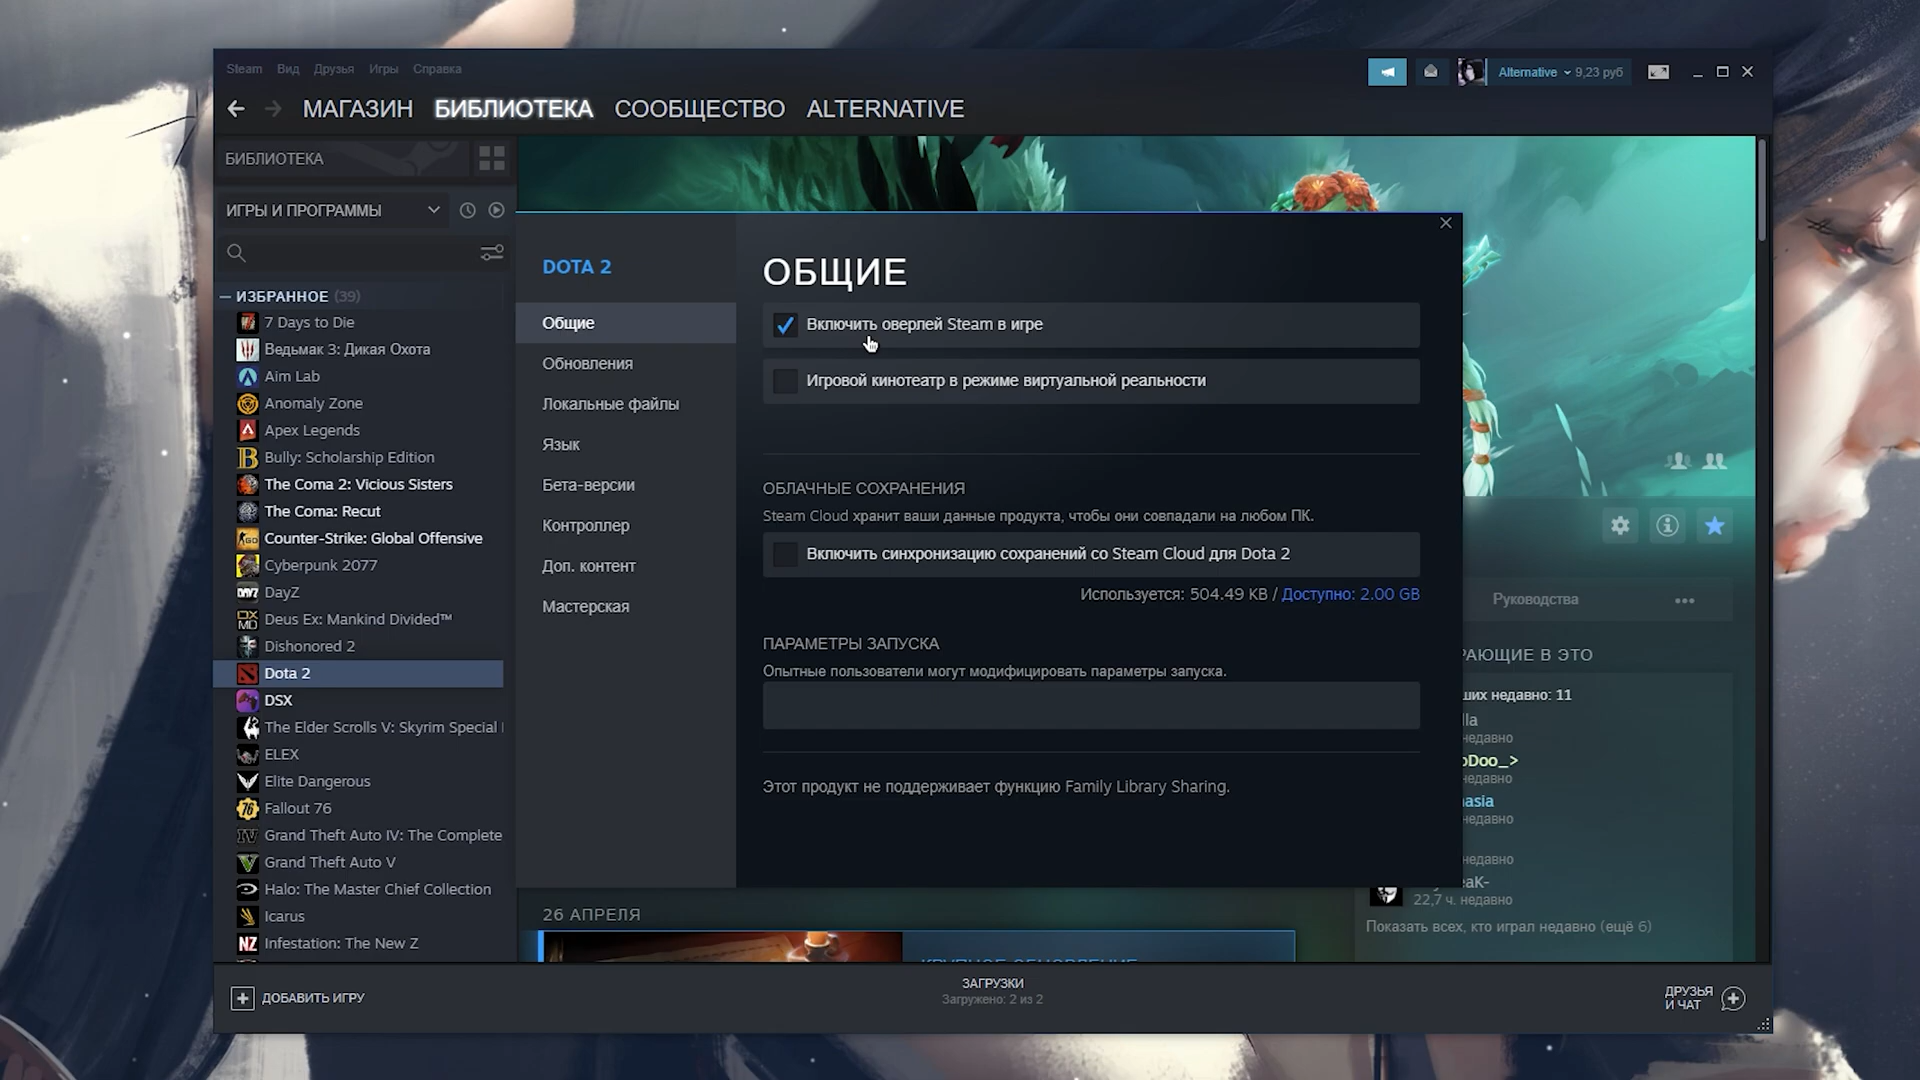 Steam Вид Друзья Игры Справка
Alternative 9,23 руб
МАГАЗИН БИБЛИОТЕКА СООБЩЕСТВО ALTERNATIVE
БИБЛИОТЕКА
ИГРЫ И ПРОГРАММЫ
ИЗБРАННОЕ (39)
7 Days to Die
Ведьмак 3: Дикая Охота
Aim Lab
Anomaly Zone
Apex Legends
Bully: Scholarship Edition
The Coma 2: Vicious Sisters
The Coma: Recut
Counter-Strike: Global Offensive
Cyberpunk 2077
DayZ
Deus Ex: Mankind Divided™
Dishonored 2
Dota 2
DSX
The Elder Scrolls V: Skyrim Special
ELEX
Elite Dangerous
Fallout 76
Grand Theft Auto IV: The Complete
Grand Theft Auto V
Halo: The Master Chief Collection
Icarus
Infestation: The New Z
DOTA 2
Общие
Обновления
Локальные файлы
Язык
Бета-версии
Контроллер
Доп. контент
Мастерская
ОБЩИЕ
Включить оверлей Steam в игре
Игровой кинотеатр в режиме виртуальной реальности
ОБЛАЧНЫЕ СОХРАНЕНИЯ
Steam Cloud хранит ваши данные продукта, чтобы они совпадали на любом ПК.
Включить синхронизацию сохранений со Steam Cloud для Dota 2
Используется: 504.49 KB / Доступно: 2.00 GB
ПАРАМЕТРЫ ЗАПУСКА
Опытные пользователи могут модифицировать параметры запуска.
Этот продукт не поддерживает функцию Family Library Sharing.
Руководства
РАЮЩИЕ В ЭТО
ших недавно: 11
lla
недавно
oDoo_>
недавно
asia
недавно
недавно
eaK-
22,7 ч. недавно
Показать всех, кто играл недавно (ещё 6)
26 АПРЕЛЯ
КРУПНОЕ ОБНОВЛЕНИЕ
ДОБАВИТЬ ИГРУ
ЗАГРУЗКИ
Загружено: 2 из 2
ДРУЗЬЯ
И ЧАТ